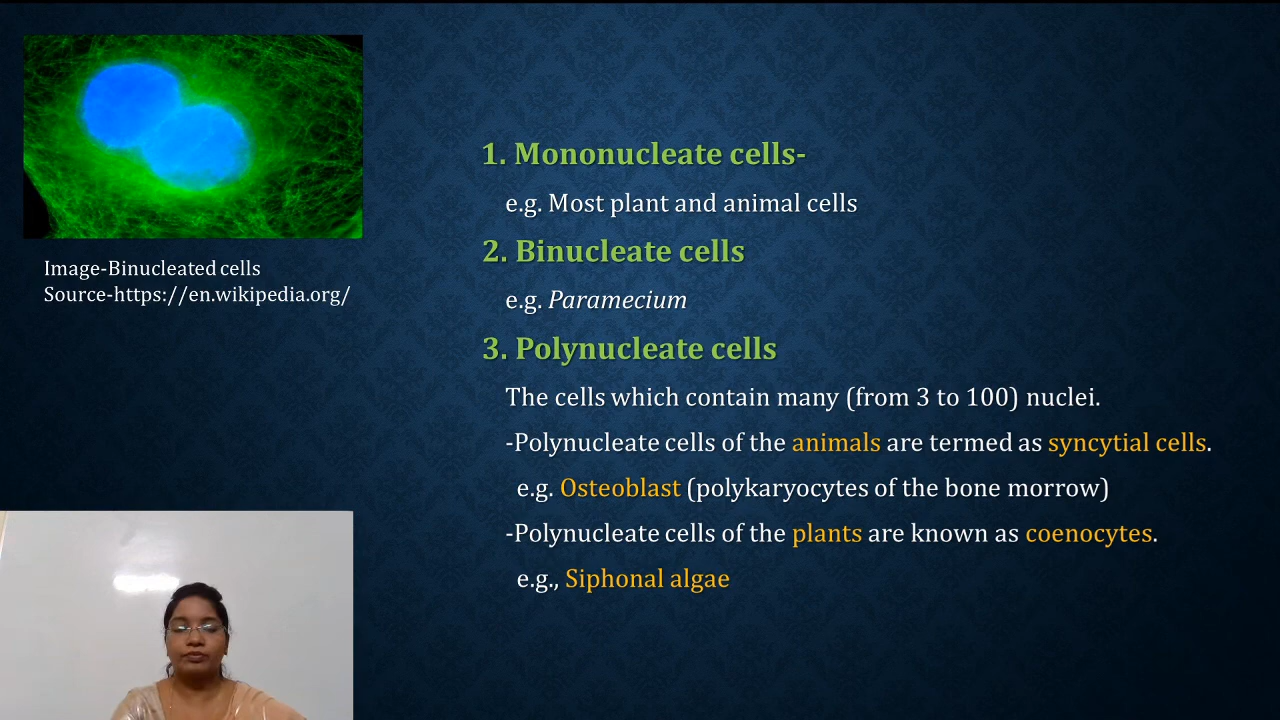 Image-Binucleated cells
Source-https://en.wikipedia.org/
1. Mononucleate cells-
e.g. Most plant and animal cells
2. Binucleate cells
e.g. Paramecium
3. Polynucleate cells
The cells which contain many (from 3 to 100) nuclei.
-Polynucleate cells of the animals are termed as syncytial cells.
e.g. Osteoblast (polykaryocytes of the bone morrow)
-Polynucleate cells of the plants are known as coenocytes.
e.g., Siphonal algae